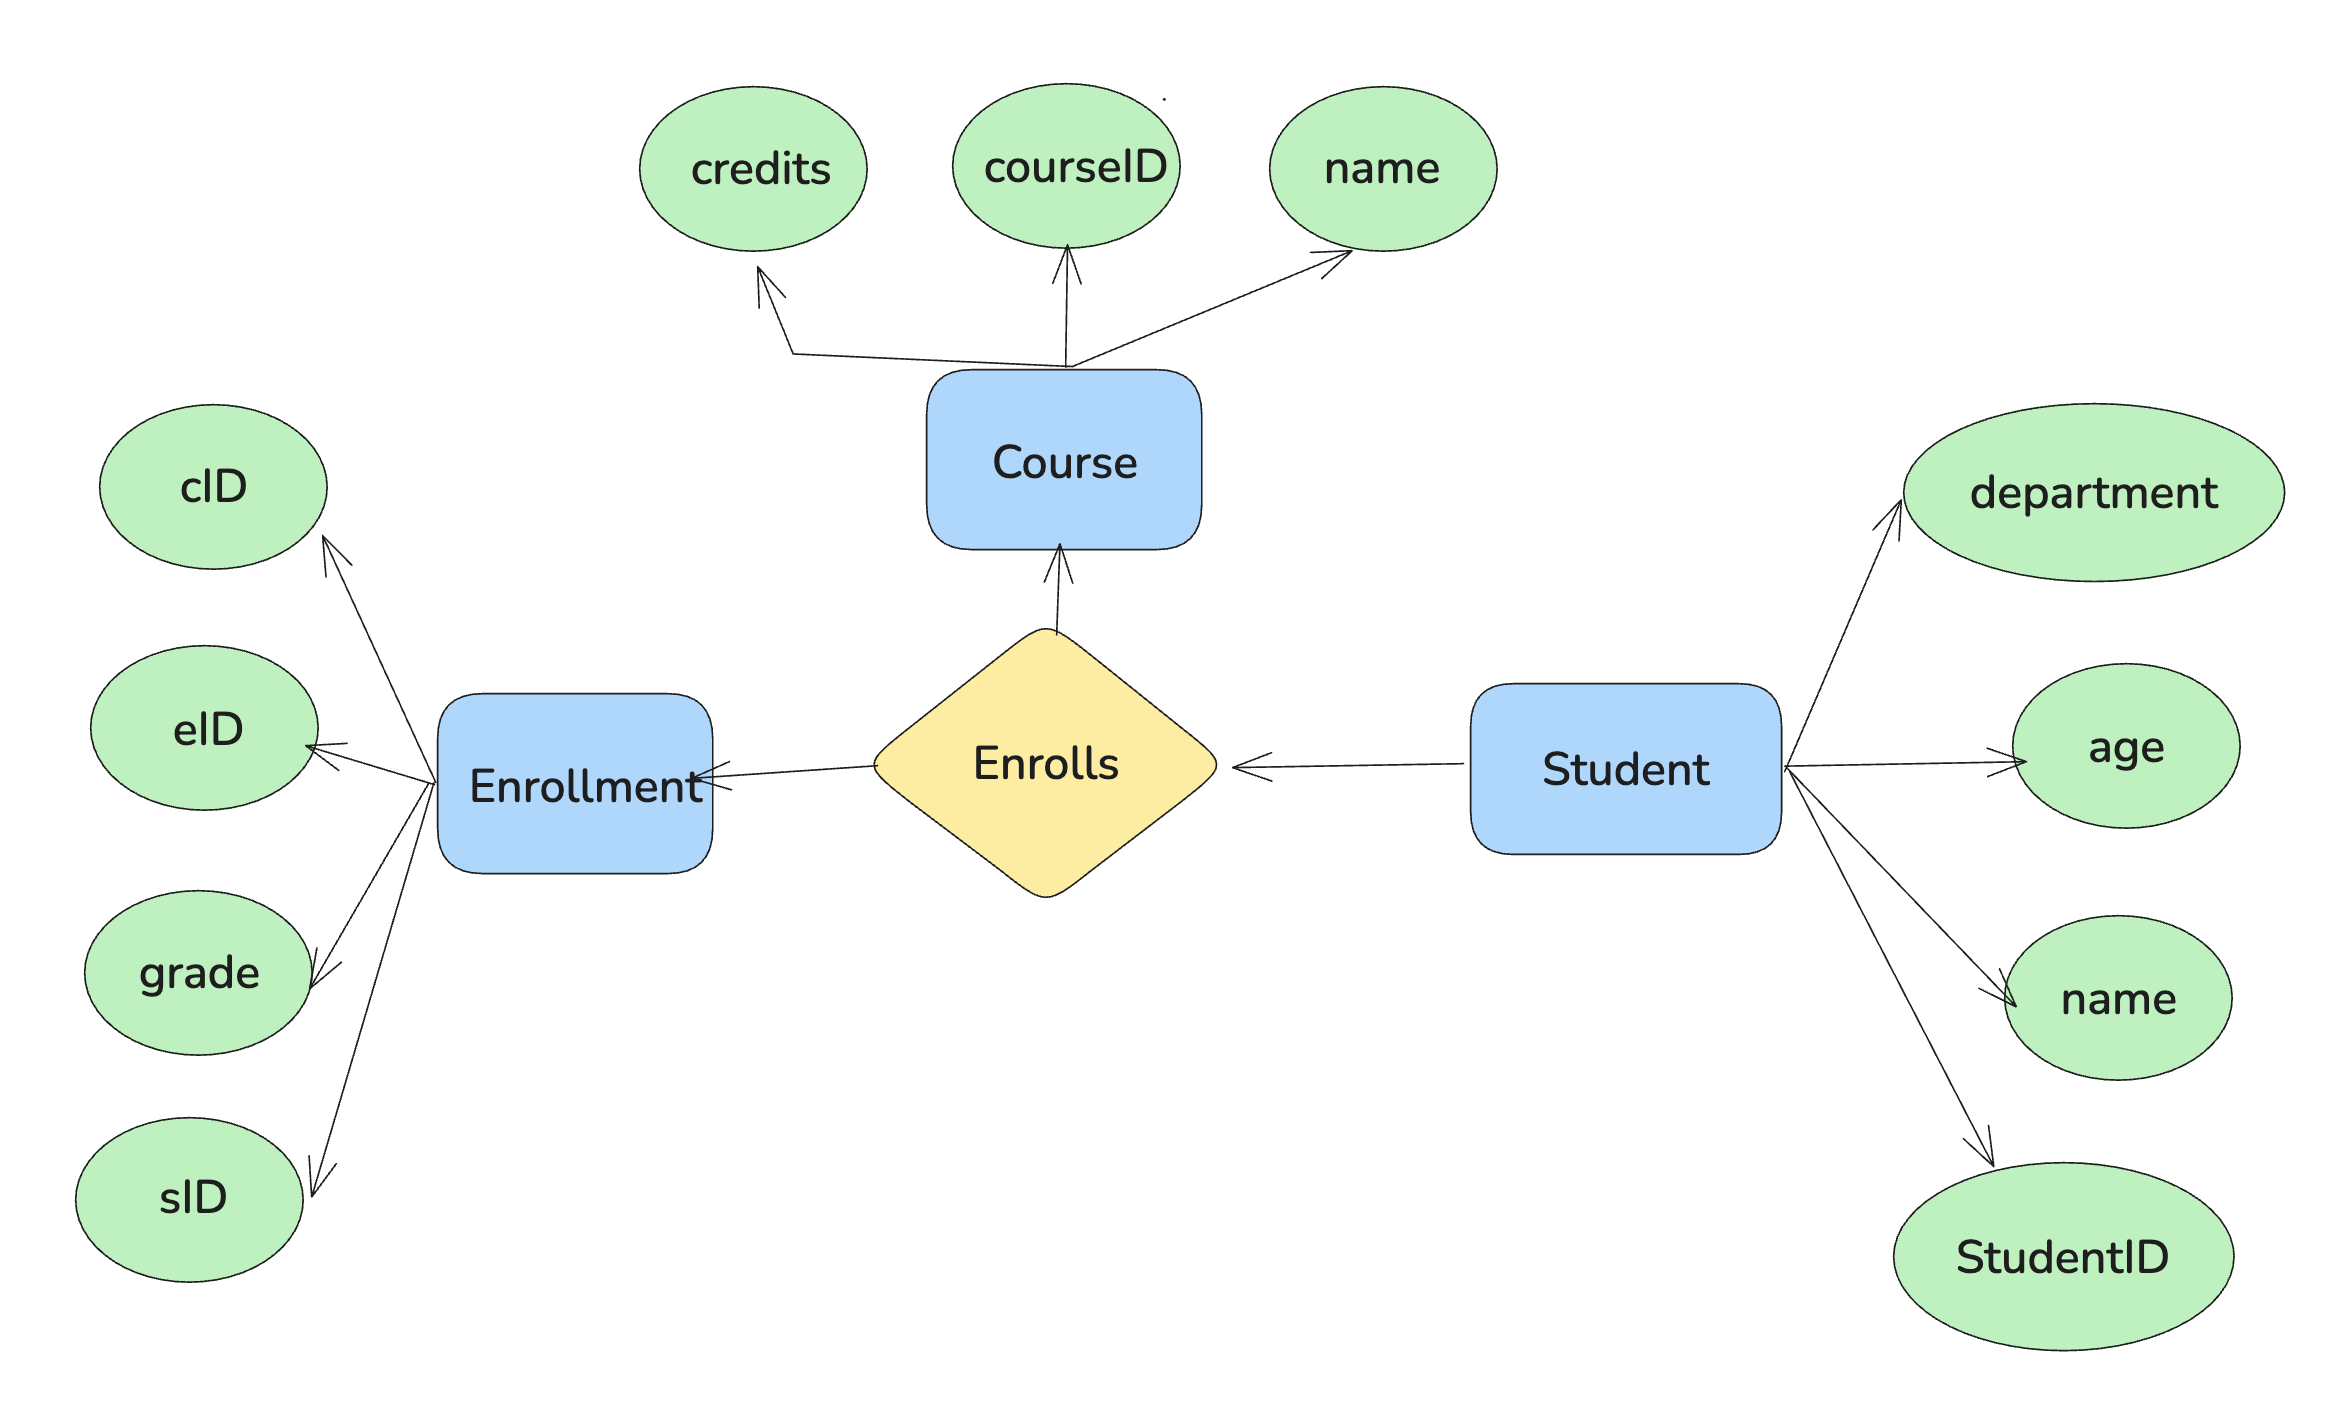 credits
courseID
name
Course
cID
department
eID
Enrollment
Enrolls
Student
age
grade
name
sID
StudentID